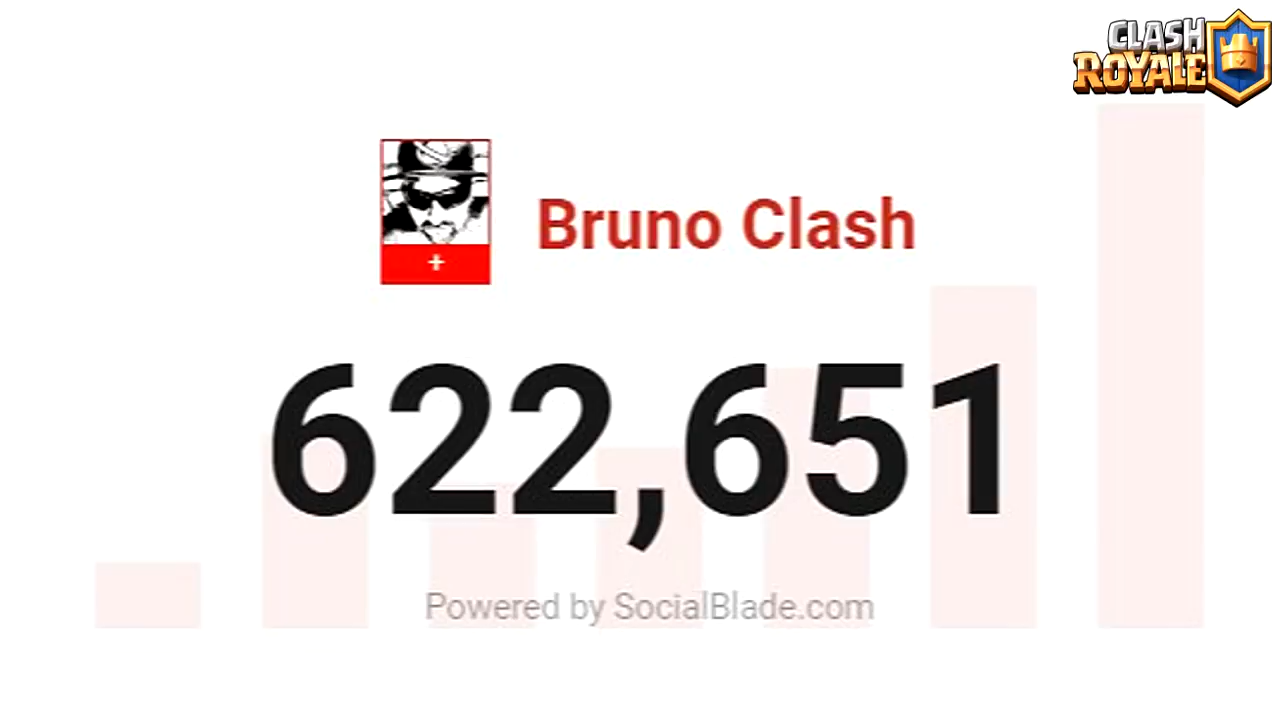 CLASH
ROYALE
+
Bruno Clash
622,651
Powered by SocialBlade.com